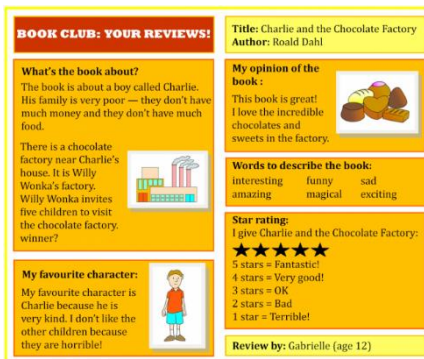 BOOK CLUB: YOUR REVIEWS!
What's the book about?
The book is about a boy called Charlie.
His family is very poor — they don't have
much money and they don't have much
food.
There is a chocolate
factory near Charlie's
house. It is Willy
Wonka's factory.
Willy Wonka invites
five children to visit
the chocolate factory.
winner?
My favourite character:
My favourite character is
Charlie because he is
very kind. I don't like the
other children because
they are horrible!
Title: Charlie and the Chocolate Factory
Author: Roald Dahl
My opinion of the
book :
This book is great!
I love the incredible
chocolates and
sweets in the factory.
Words to describe the book:
interesting funny sad
amazing magical exciting
Star rating:
I give Charlie and the Chocolate Factory:
5 stars = Fantastic!
4 stars = Very good!
3 stars = OK
2 stars = Bad
1 star = Terrible!
Review by: Gabrielle (age 12)